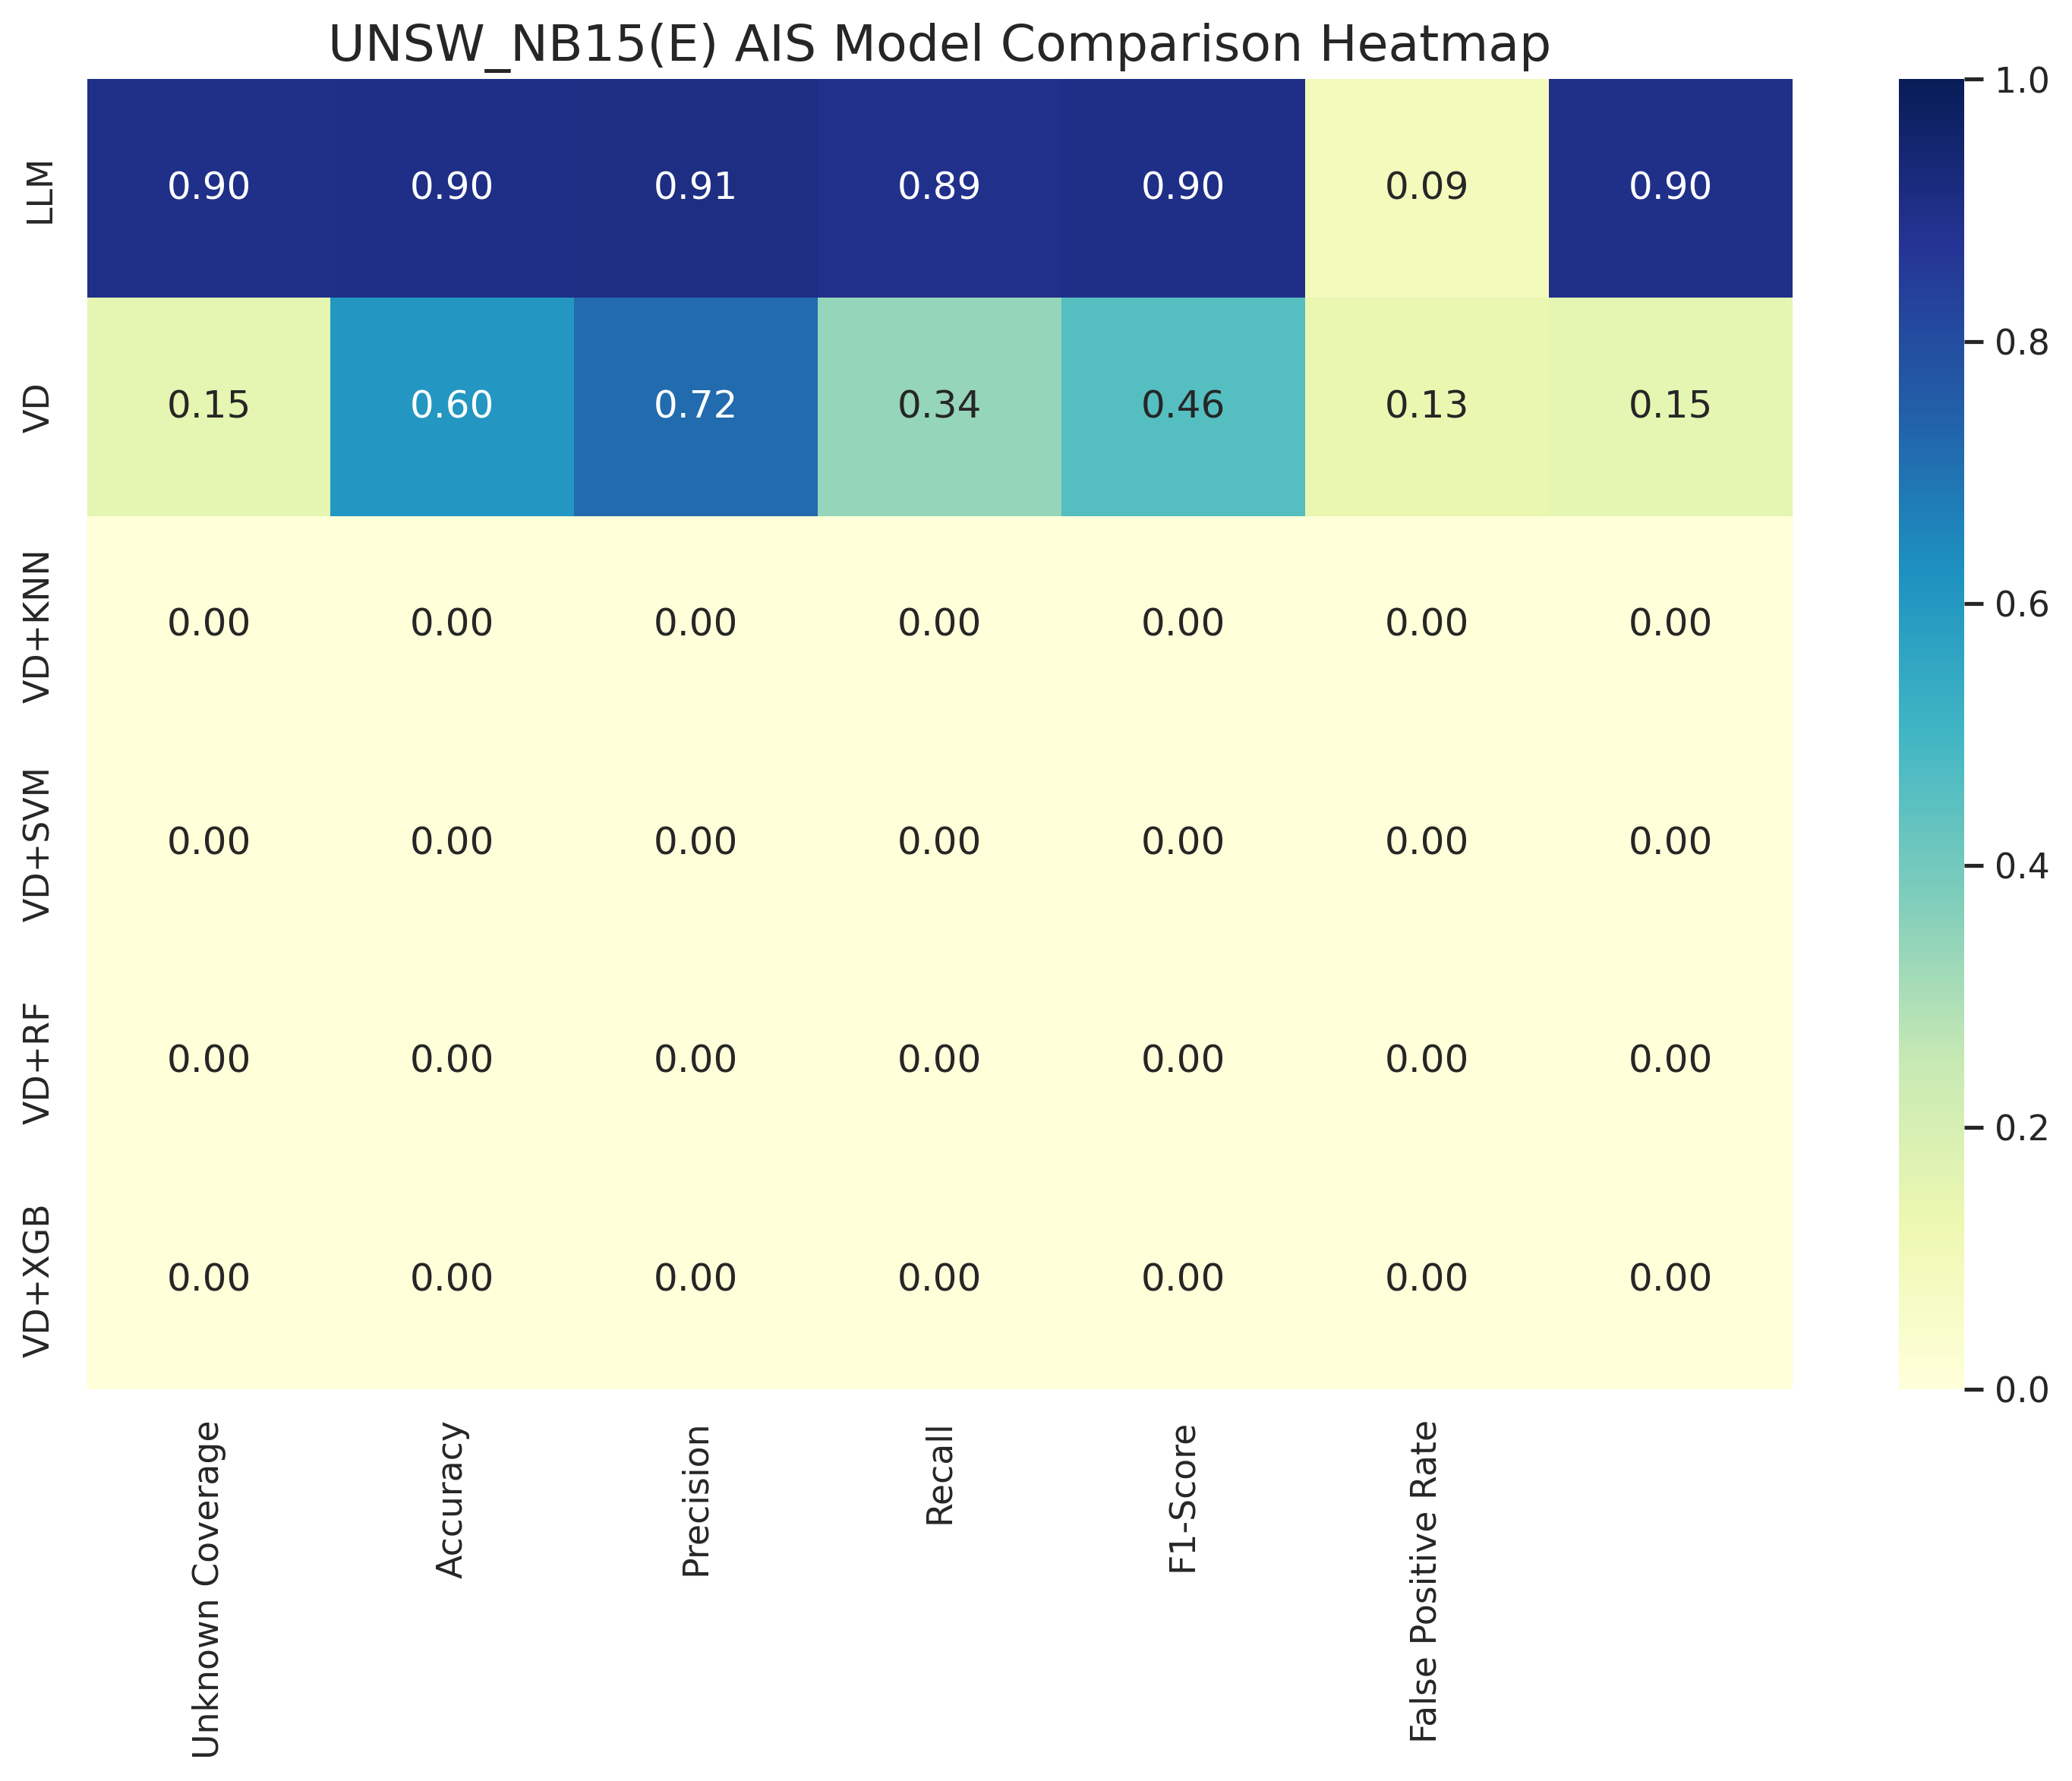 UNSW_NB15(E) AIS Model Comparison Heatmap
LLM 0.90 0.90 0.91 0.89 0.90 0.09 0.90
VD 0.15 0.60 0.72 0.34 0.46 0.13 0.15
VD+KNN 0.00 0.00 0.00 0.00 0.00 0.00 0.00
VD+SVM 0.00 0.00 0.00 0.00 0.00 0.00 0.00
VD+RF 0.00 0.00 0.00 0.00 0.00 0.00 0.00
VD+XGB 0.00 0.00 0.00 0.00 0.00 0.00 0.00
Unknown Coverage
Accuracy
Precision
Recall
F1-Score
False Positive Rate
1.0
0.8
0.6
0.4
0.2
0.0